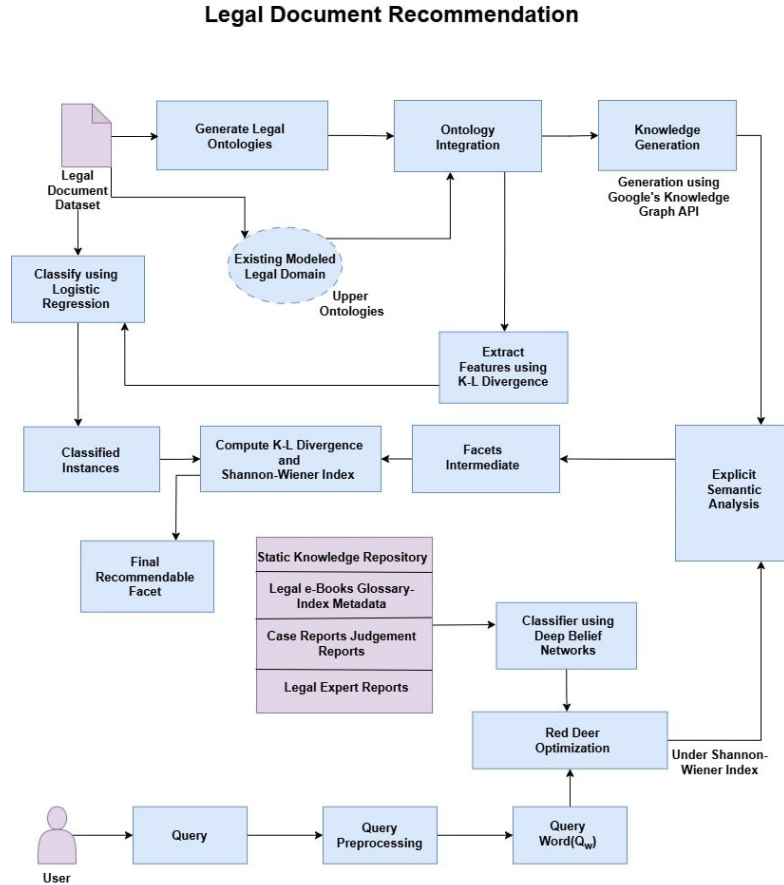 Legal Document Recommendation
Generate Legal
Ontologies
Ontology
Integration
Knowledge
Generation
Legal
Document
Dataset
Generation using
Google's Knowledge
Graph API
Existing Modeled
Legal Domain
Upper
Ontologies
Classify using
Logistic
Regression
Extract
Features using
K-L Divergence
Classified
Instances
Compute K-L Divergence
and
Shannon-Wiener Index
Facets
Intermediate
Explicit
Semantic
Analysis
Final
Recommendable
Facet
Static Knowledge Repository
Legal e-Books Glossary-
Index Metadata
Case Reports Judgement
Reports
Legal Expert Reports
Classifier using
Deep Belief
Networks
Red Deer
Optimization
Under Shannon-
Wiener Index
User
Query
Query
Preprocessing
Query
Word(Qw)